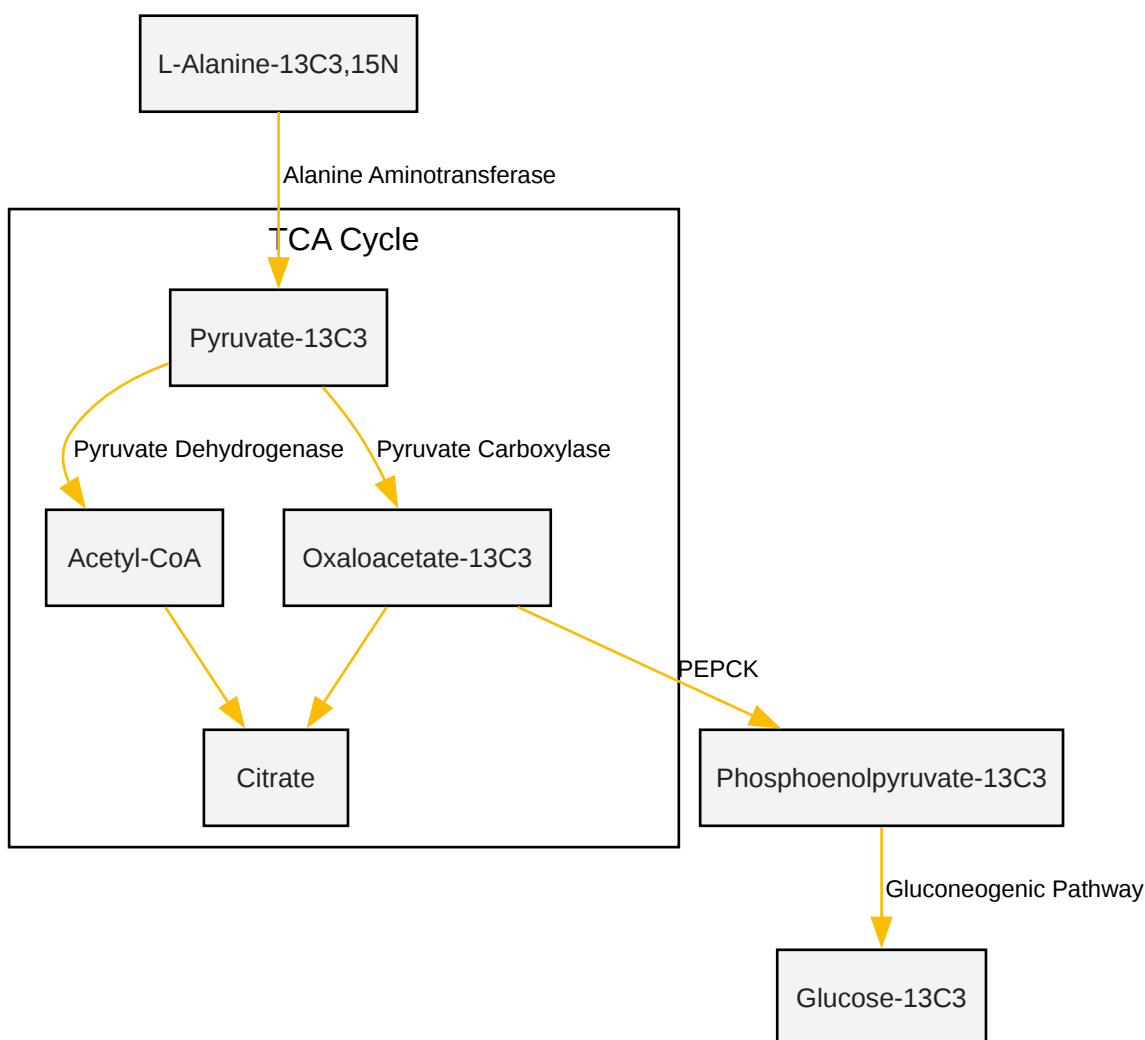 L-Alanine-13C3,15N
Alanine Aminotransferase
TCA Cycle
Pyruvate-13C3
Pyruvate Dehydrogenase
Pyruvate Carboxylase
Acetyl-CoA
Oxaloacetate-13C3
PEPCK
Citrate
Phosphoenolpyruvate-13C3
Gluconeogenic Pathway
Glucose-13C3